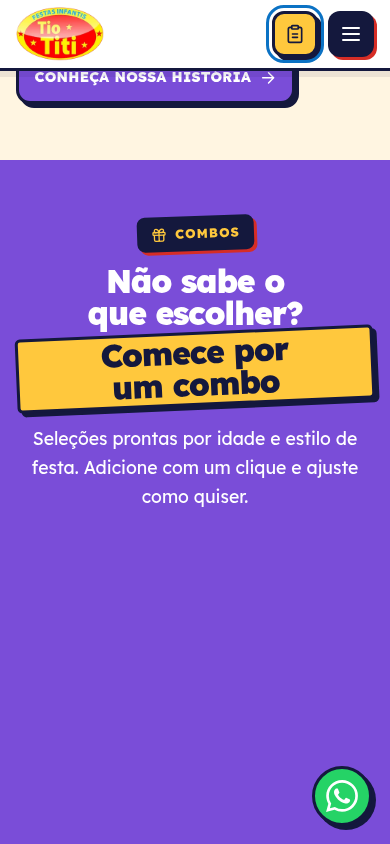 FESTAS INFANTIS
Tio
Titi
CONHEÇA NOSSA HISTÓRIA
COMBOS
Não sabe o
que escolher?
Comece por
um combo
Seleções prontas por idade e estilo de
festa. Adicione com um clique e ajuste
como quiser.